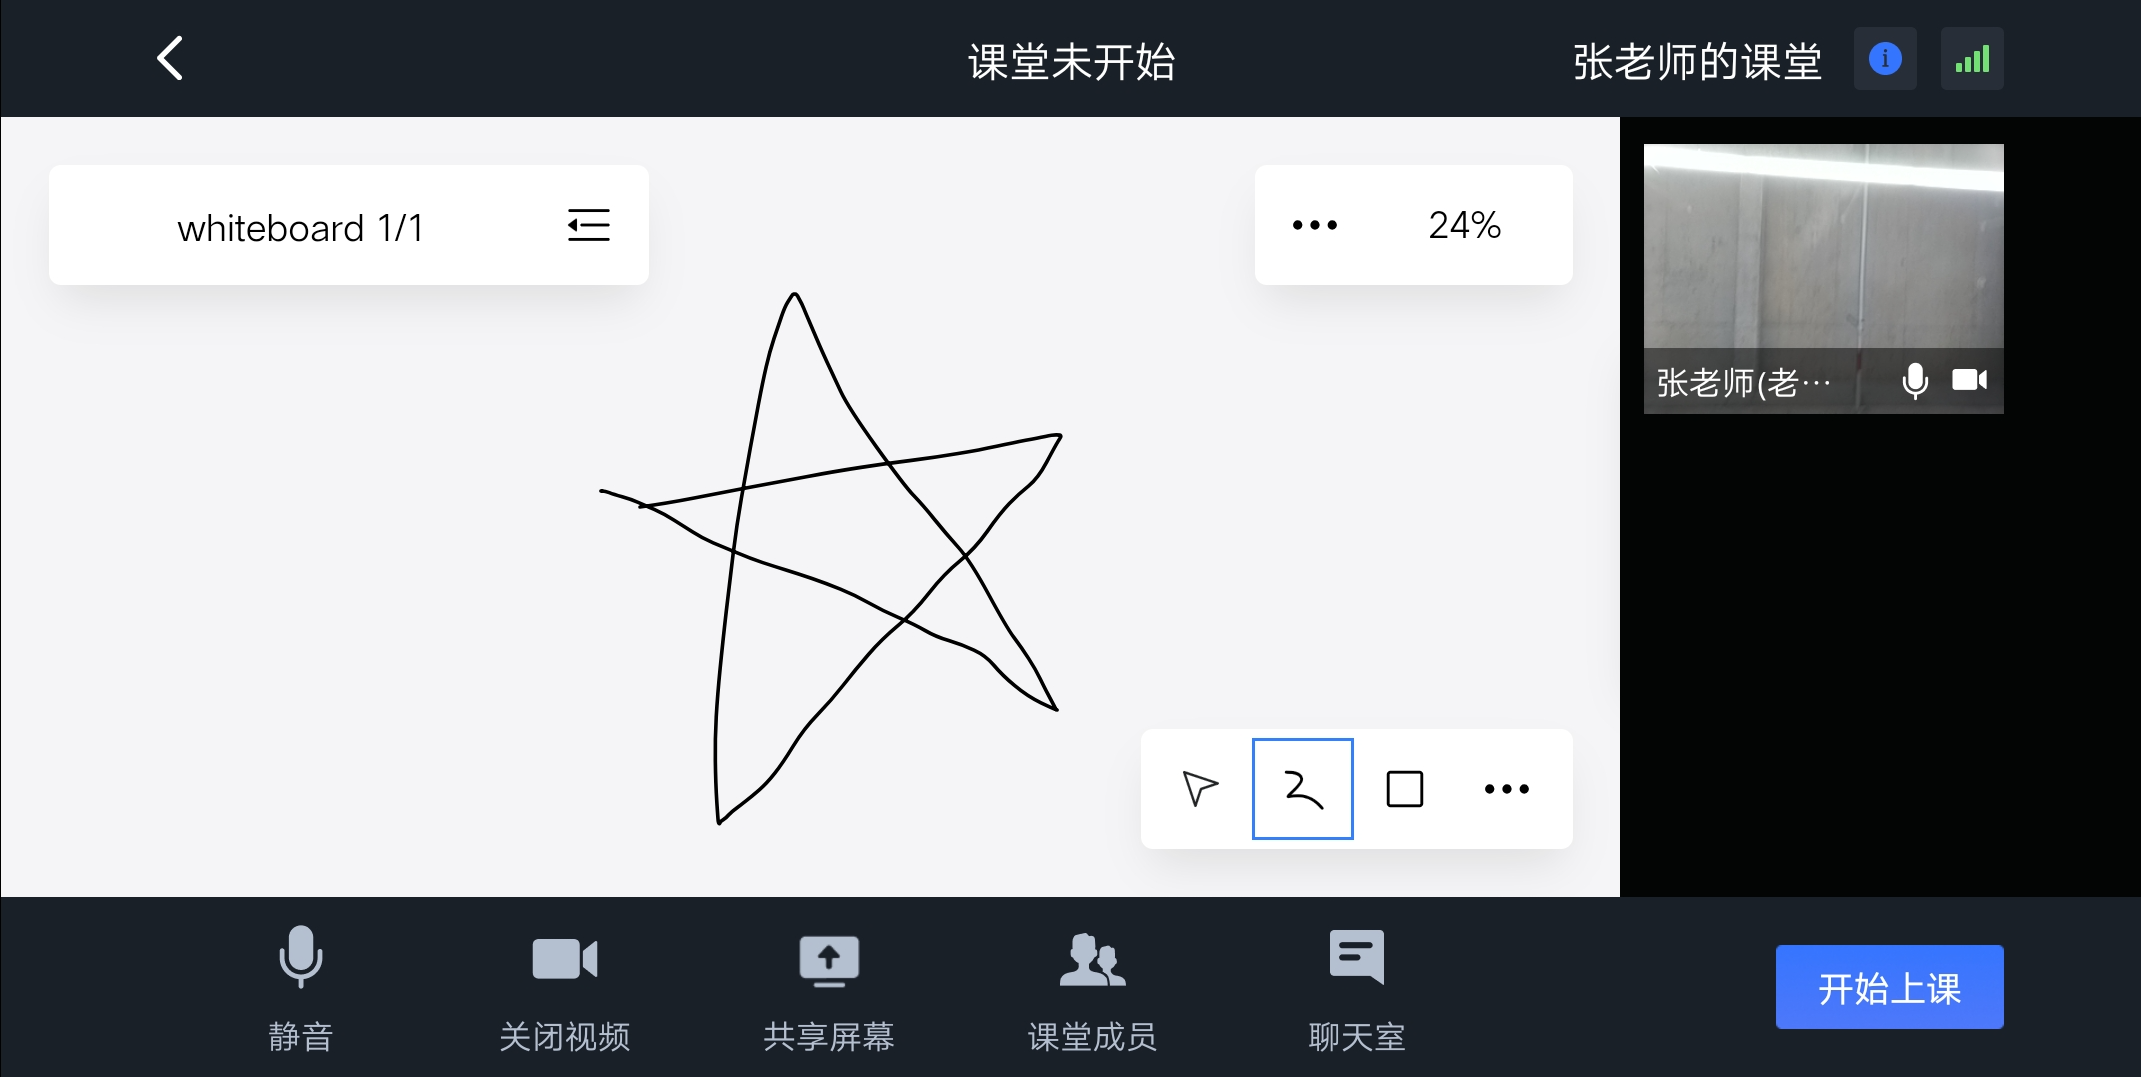 课堂未开始
张老师的课堂
whiteboard 1/1
24%
张老师(老…
静音
关闭视频
共享屏幕
课堂成员
聊天室
开始上课